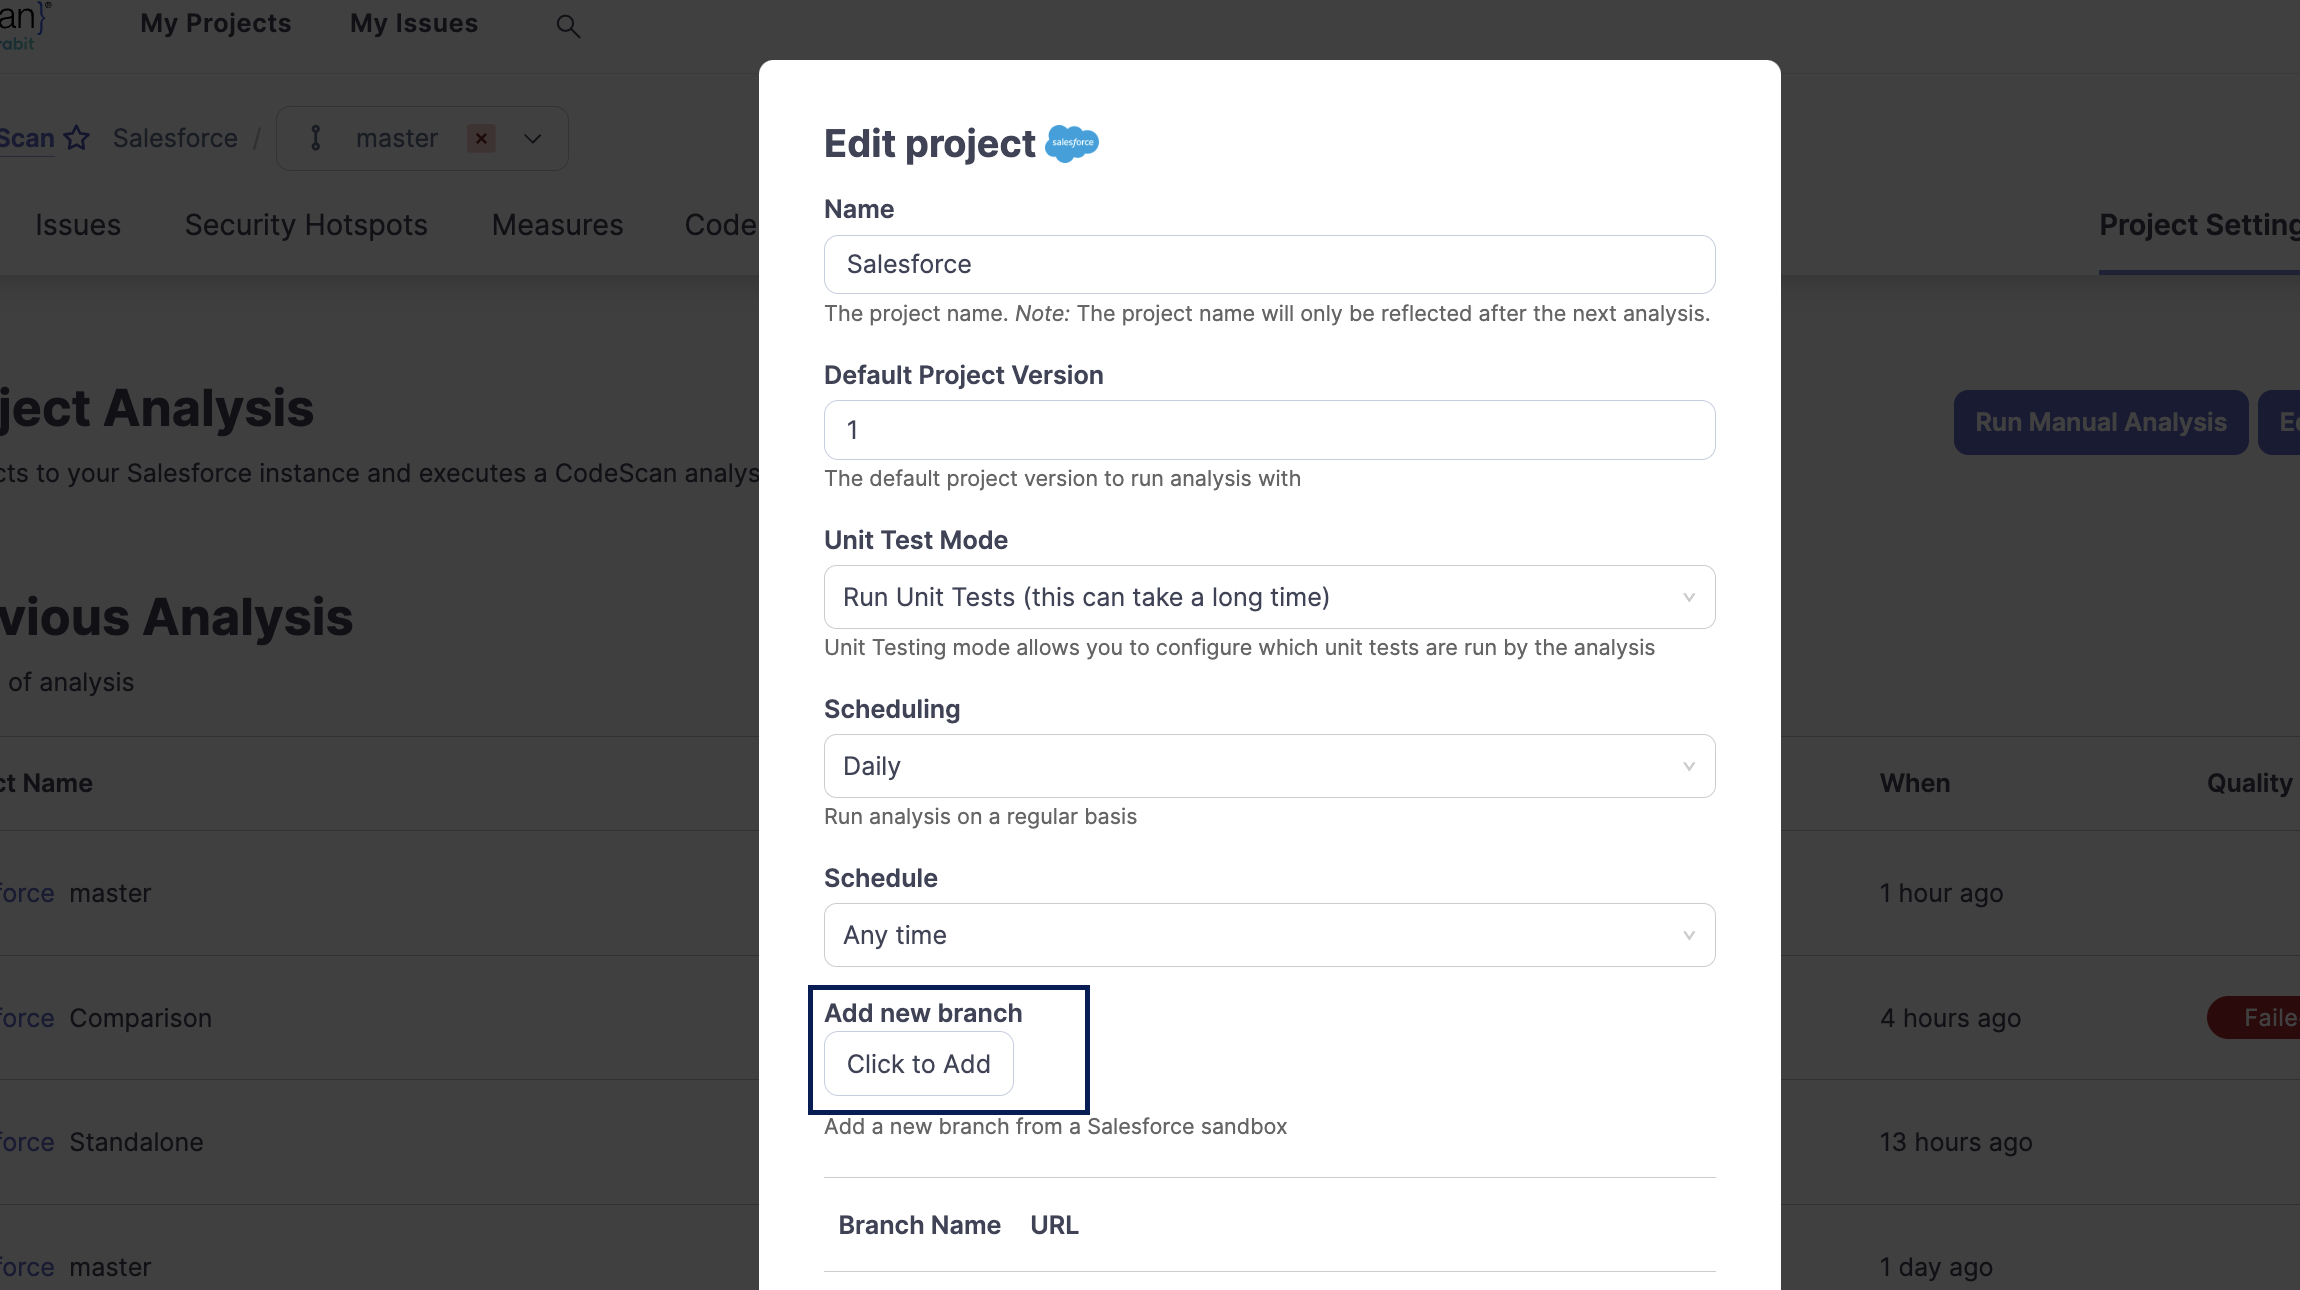 an}®
rabit
My Projects My Issues
Scan Salesforce / master
Issues Security Hotspots Measures Code
Project Setting
ject Analysis
cts to your Salesforce instance and executes a CodeScan analys
Run Manual Analysis
vious Analysis
of analysis
ct Name When Quality
force master 1 hour ago
force Comparison 4 hours ago Faile
force Standalone 13 hours ago
force master 1 day ago
Edit project salesforce
Name
Salesforce
The project name. Note: The project name will only be reflected after the next analysis.
Default Project Version
1
The default project version to run analysis with
Unit Test Mode
Run Unit Tests (this can take a long time)
Unit Testing mode allows you to configure which unit tests are run by the analysis
Scheduling
Daily
Run analysis on a regular basis
Schedule
Any time
Add new branch
Click to Add
Add a new branch from a Salesforce sandbox
Branch Name URL